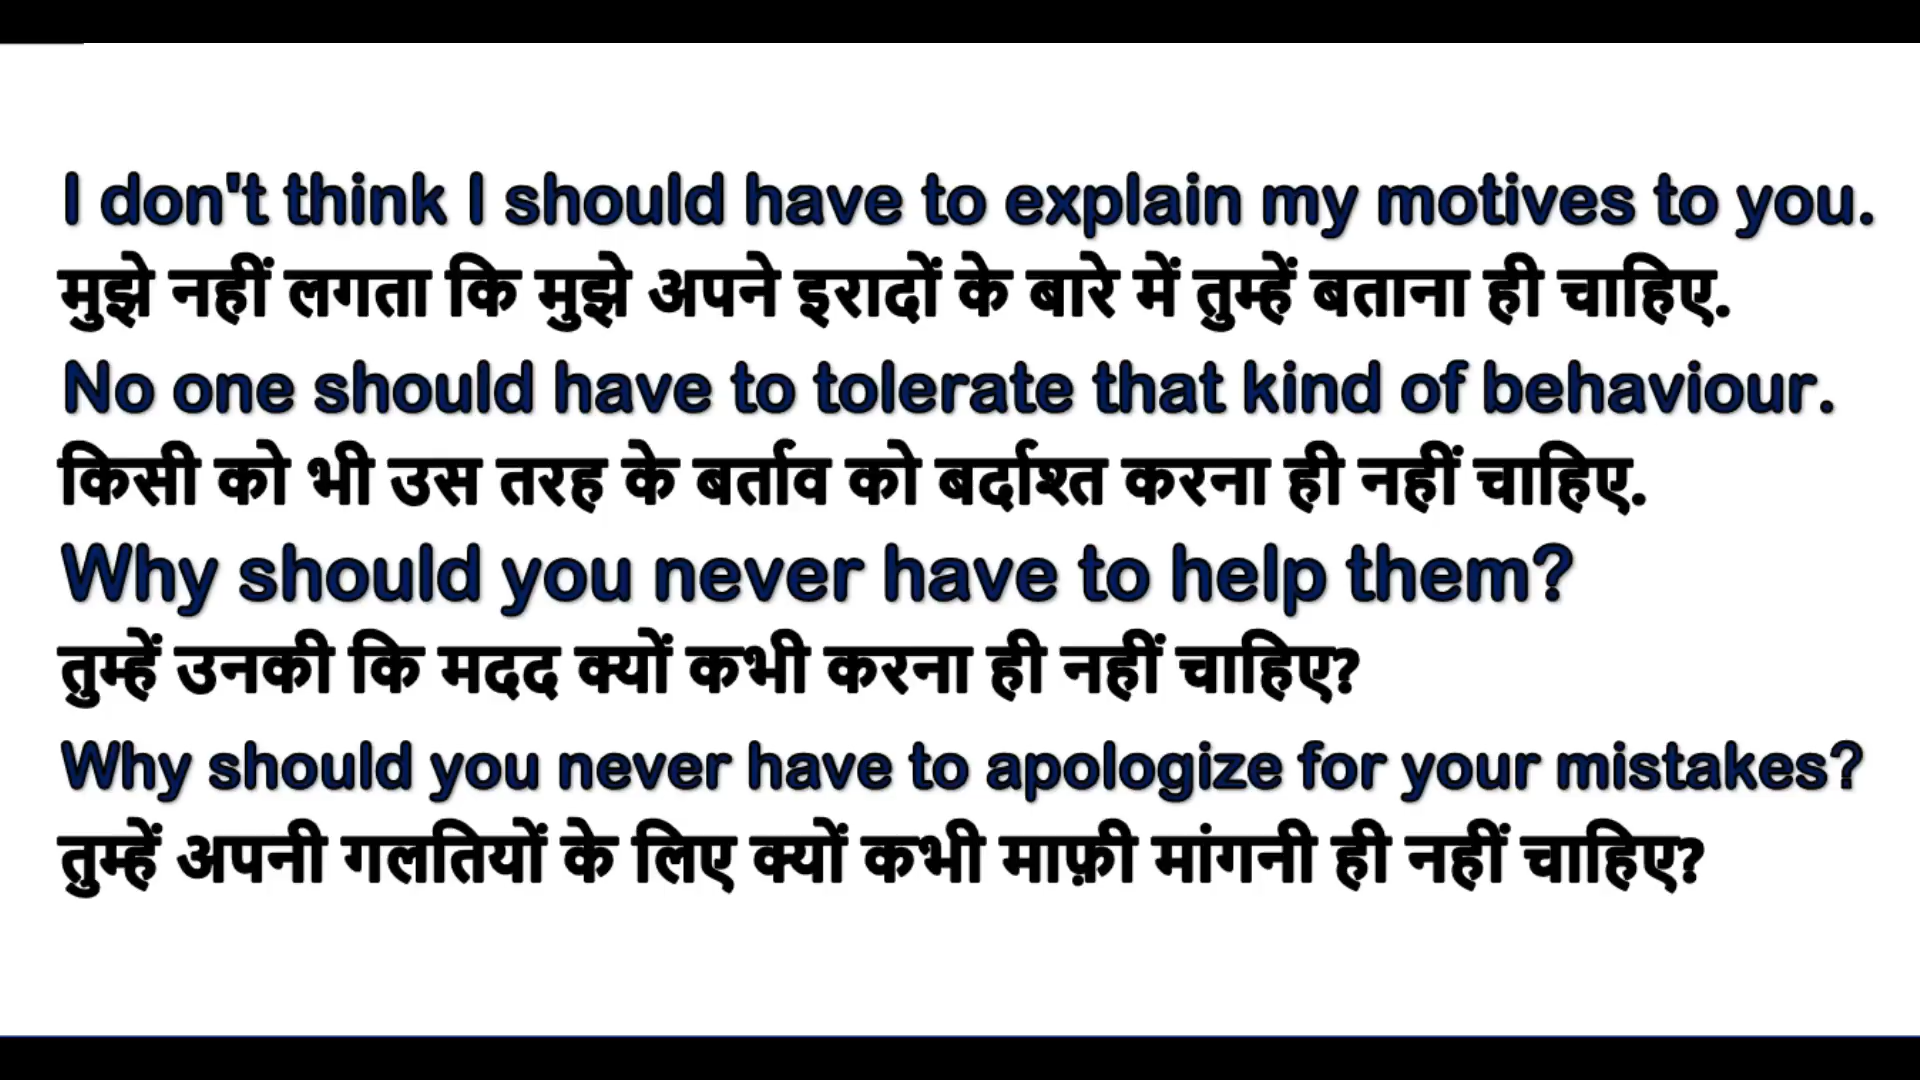 I don't think I should have to explain my motives to you.
मुझे नहीं लगता कि मुझे अपने इरादों के बारे में तुम्हें बताना ही चाहिए.
No one should have to tolerate that kind of behaviour.
किसी को भी उस तरह के बर्ताव को बर्दाश्त करना ही नहीं चाहिए.
Why should you never have to help them?
तुम्हें उनकी कि मदद क्यों कभी करना ही नहीं चाहिए?
Why should you never have to apologize for your mistakes?
तुम्हें अपनी गलतियों के लिए क्यों कभी माफ़ी मांगनी ही नहीं चाहिए?